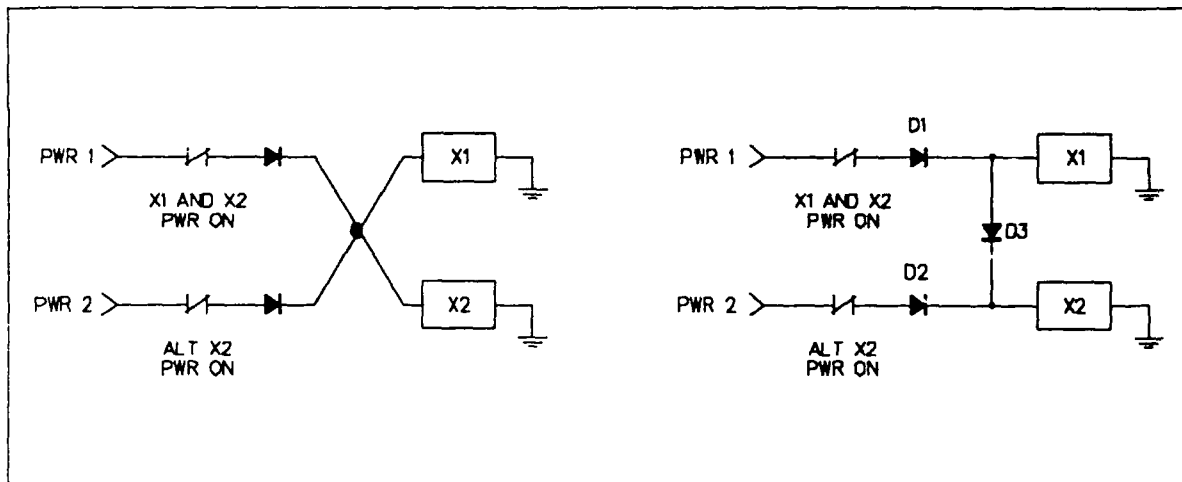 PWR 1
X1 AND X2
PWR ON
X1
PWR 2
ALT X2
PWR ON
X2
D1
PWR 1
X1 AND X2
PWR ON
X1
D3
D2
PWR 2
ALT X2
PWR ON
X2